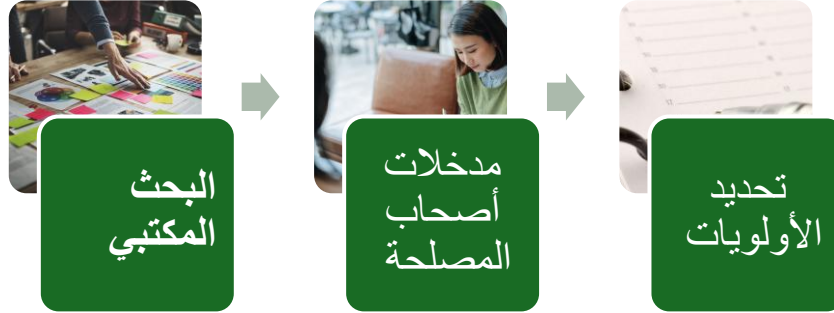 البحث
المكتبي
مدخلات
أصحاب
المصلحة
تحديد
الأولويات